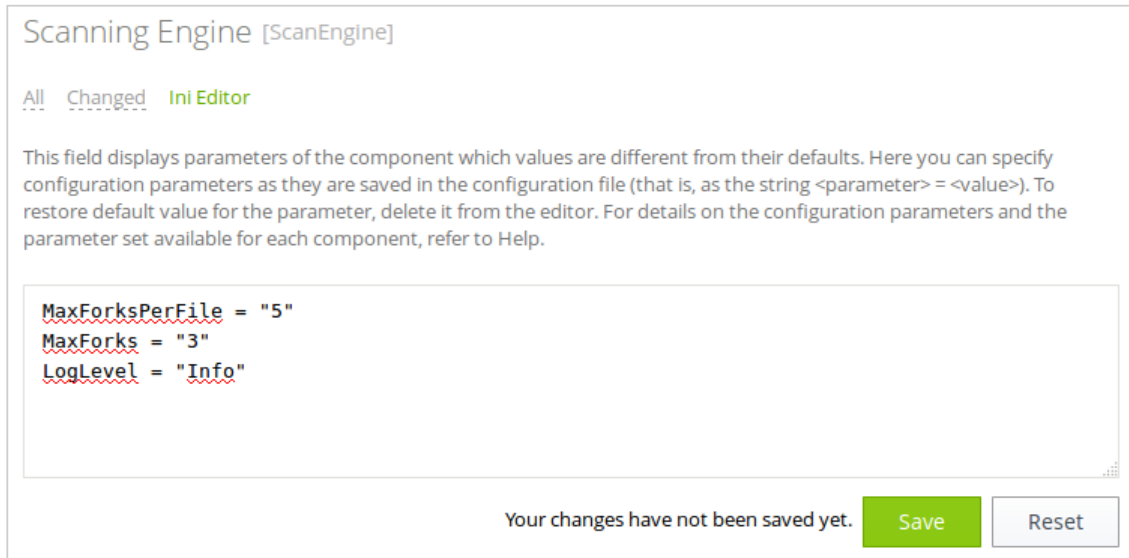 Scanning Engine [ScanEngine]
All Changed Ini Editor
This field displays parameters of the component which values are different from their defaults. Here you can specify
configuration parameters as they are saved in the configuration file (that is, as the string <parameter> = <value>). To
restore default value for the parameter, delete it from the editor. For details on the configuration parameters and the
parameter set available for each component, refer to Help.
MaxForksPerFile = "5"
MaxForks = "3"
LogLevel = "Info"
Your changes have not been saved yet. Save Reset